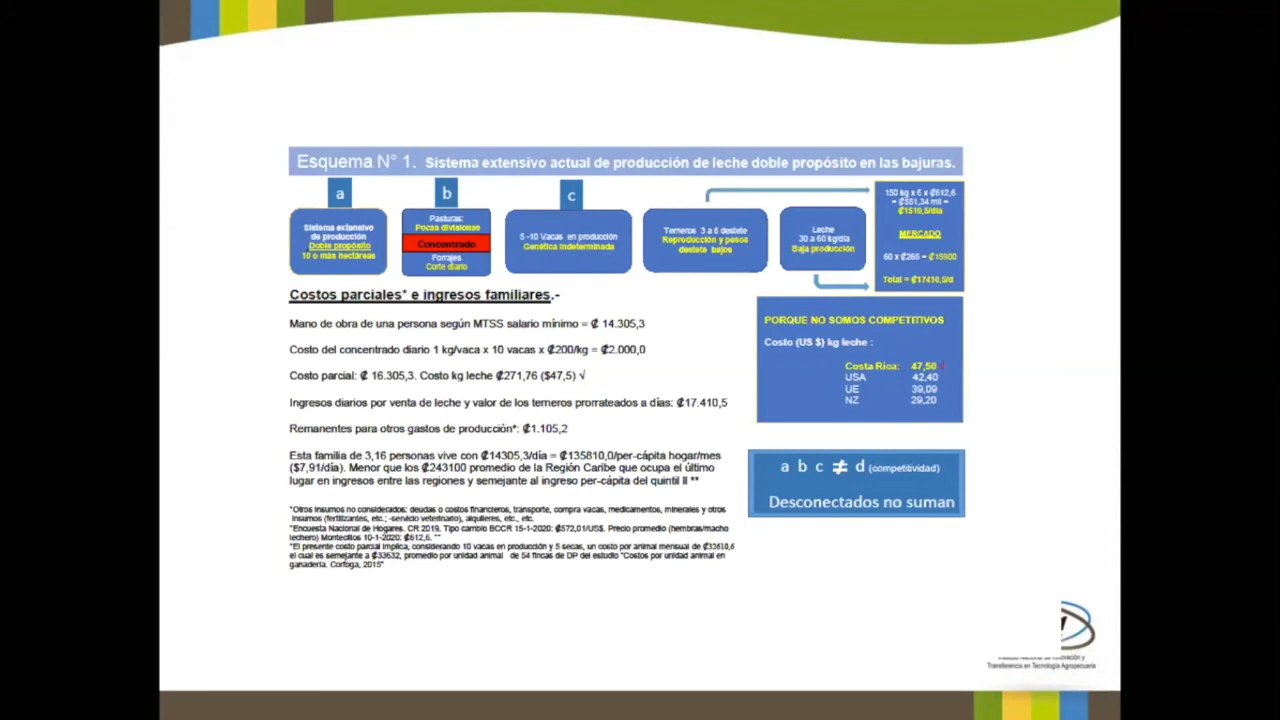 Esquema N° 1. Sistema extensivo actual de producción de leche doble propósito en las bajuras.
a
b
c
Sistema extensivo
de producción
Doble propósito
10 o más hectáreas
Pasturas:
Pocas divisiones
Concentrado
Forrajes
Corte diario
5 -10 Vacas en producción
Genética indeterminada
Terneros 3 a 6 destete
Reproducción y pesos
destete bajos
Leche
30 a 60 kg/día
Baja producción
150 kg x 6 x ₡612,6
= ₡551,34 mil =
₡1510,5/día
MERCADO
60 x ₡265 = ₡15900
Total = ₡17410,5/d
Costos parciales* e ingresos familiares.-
Mano de obra de una persona según MTSS salario mínimo = ₡ 14.305,3
Costo del concentrado diario 1 kg/vaca x 10 vacas x ₡200/kg = ₡2.000,0
Costo parcial: ₡ 16.305,3. Costo kg leche ₡271,76 ($47,5) √
Ingresos diarios por venta de leche y valor de los terneros prorrateados a días: ₡17.410,5
Remanentes para otros gastos de producción*: ₡1.105,2
Esta familia de 3,16 personas vive con ₡14305,3/día = ₡135810,0/per-cápita hogar/mes
($7,91/día). Menor que los ₡243100 promedio de la Región Caribe que ocupa el último
lugar en ingresos entre las regiones y semejante al ingreso per-cápita del quintil II **
*Otros insumos no considerados: deudas o costos financieros, transporte, compra vacas, medicamentos, minerales y otros
insumos (fertilizantes, etc.; -servicio veterinario), alquileres, etc., etc.
*Encuesta Nacional de Hogares. CR 2019. Tipo cambio BCCR 15-1-2020: ₡572,01/US$. Precio promedio (hembras/macho
lechero) Montecillos 10-1-2020: ₡612,6. **
*El presente costo parcial implica, considerando 10 vacas en producción y 5 secas, un costo por animal mensual de ₡32610,6
el cual es semejante a ₡33632, promedio por unidad animal de 54 fincas de DP del estudio "Costos por unidad animal en
ganadería. Corfoga, 2015"
PORQUE NO SOMOS COMPETITIVOS
Costo (US $) kg leche :
Costa Rica: 47,50 √
USA 42,40
UE 39,09
NZ 29,20
a b c ≠ d (competitividad)
Desconectados no suman
Transferencia en Tecnología Agropecuaria